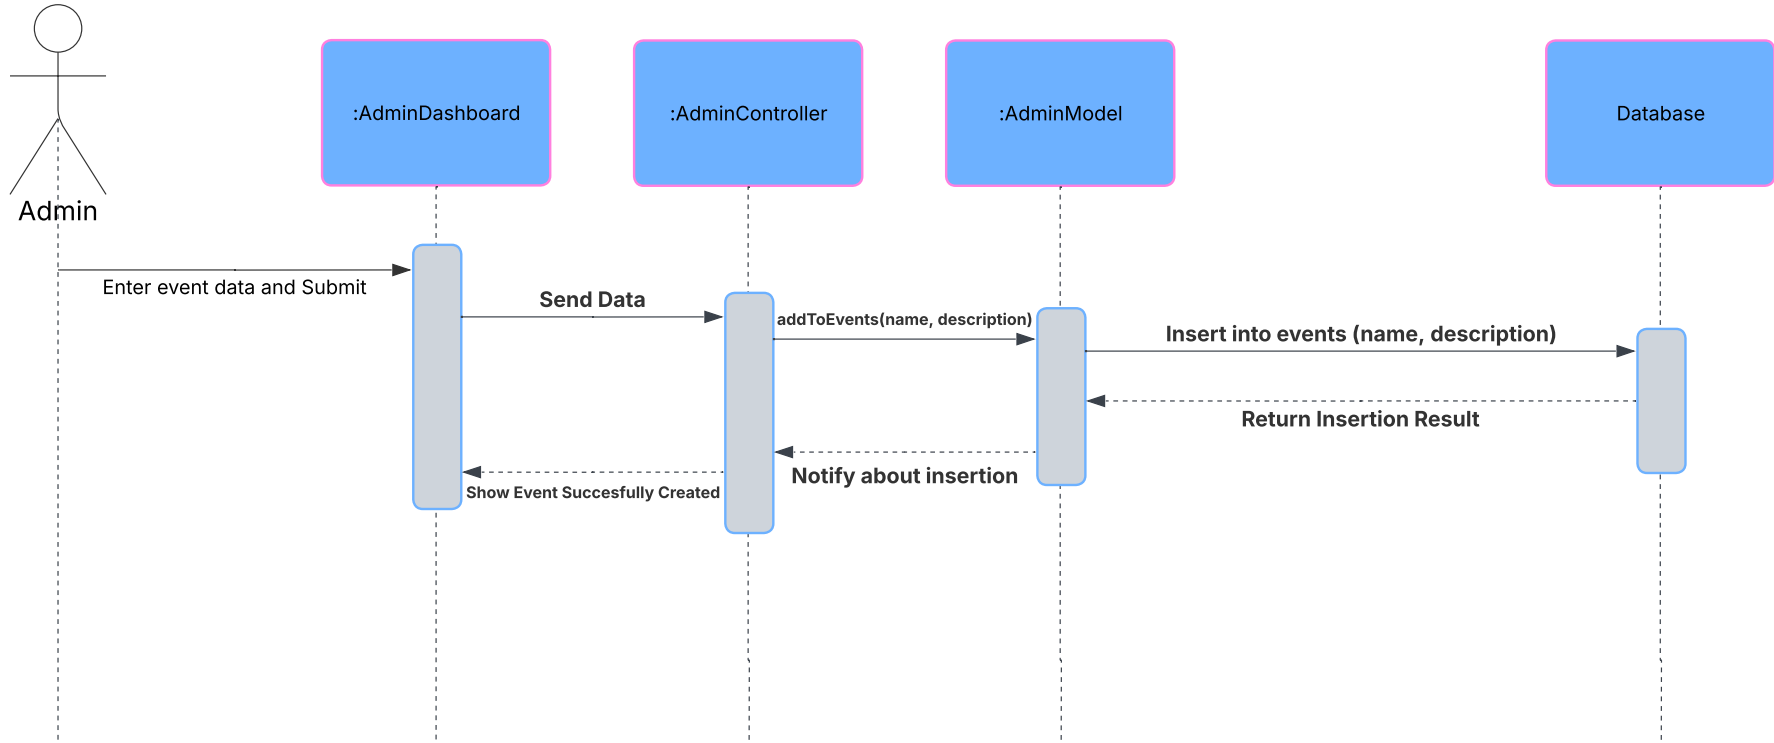 :AdminDashboard
:AdminController
:AdminModel
Database
Admin
Enter event data and Submit
Send Data
addToEvents(name, description)
Insert into events (name, description)
Return Insertion Result
Notify about insertion
Show Event Succesfully Created